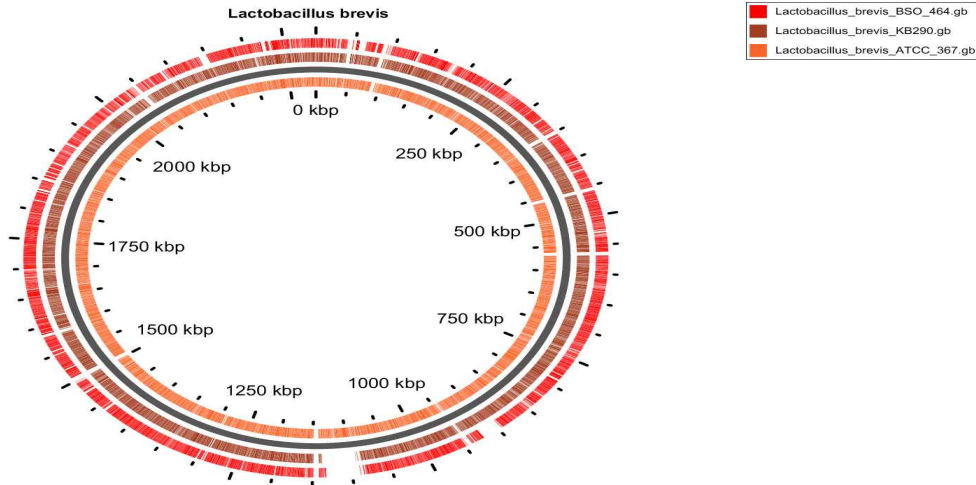 Lactobacillus brevis
Lactobacillus_brevis_BSO_464.gb
Lactobacillus_brevis_KB290.gb
Lactobacillus_brevis_ATCC_367.gb
0 kbp
250 kbp
500 kbp
750 kbp
1000 kbp
1250 kbp
1500 kbp
1750 kbp
2000 kbp